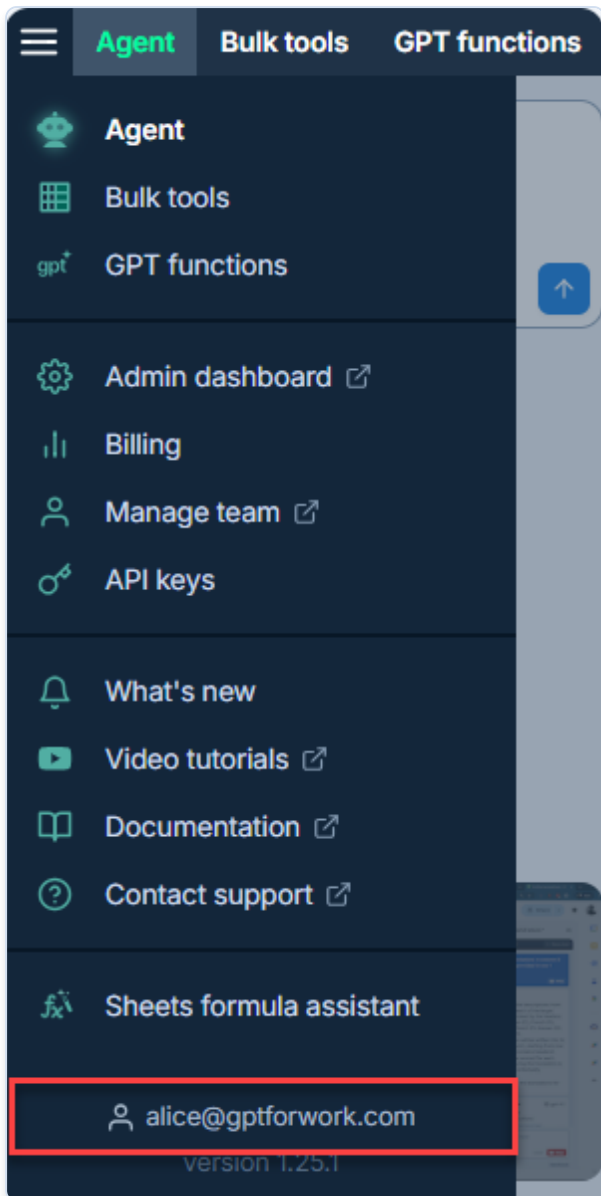 Agent Bulk tools GPT functions
Agent
Bulk tools
gpt GPT functions
Admin dashboard
Billing
Manage team
API keys
What's new
Video tutorials
Documentation
Contact support
fx Sheets formula assistant
alice@gptforwork.com
version 1.25.1